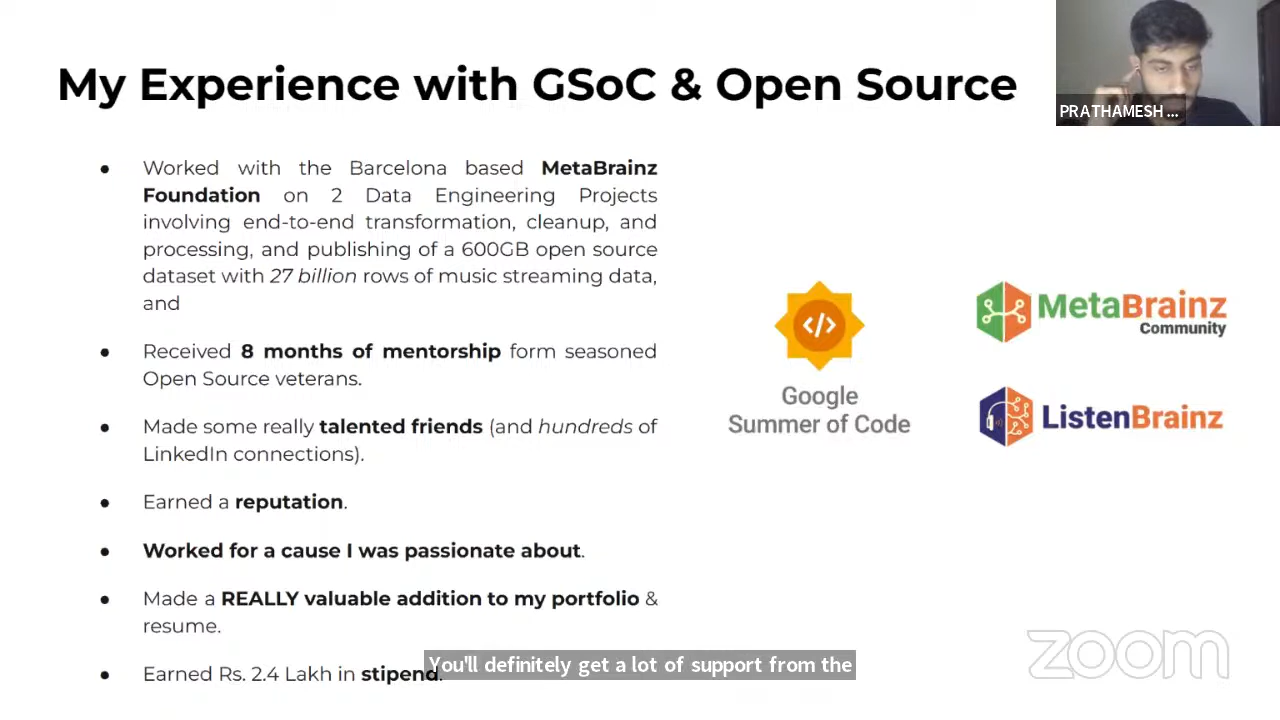 My Experience with GSoC & Open Source
PRATHAMESH ...
● Worked with the Barcelona based MetaBrainz
Foundation on 2 Data Engineering Projects
involving end-to-end transformation, cleanup, and
processing, and publishing of a 600GB open source
dataset with 27 billion rows of music streaming data,
and
● Received 8 months of mentorship form seasoned
Open Source veterans.
● Made some really talented friends (and hundreds of
LinkedIn connections).
● Earned a reputation.
● Worked for a cause I was passionate about.
● Made a REALLY valuable addition to my portfolio &
resume.
● Earned Rs. 2.4 Lakh in stipend.
</>
Google
Summer of Code
MetaBrainz
Community
ListenBrainz
You'll definitely get a lot of support from the
zoom